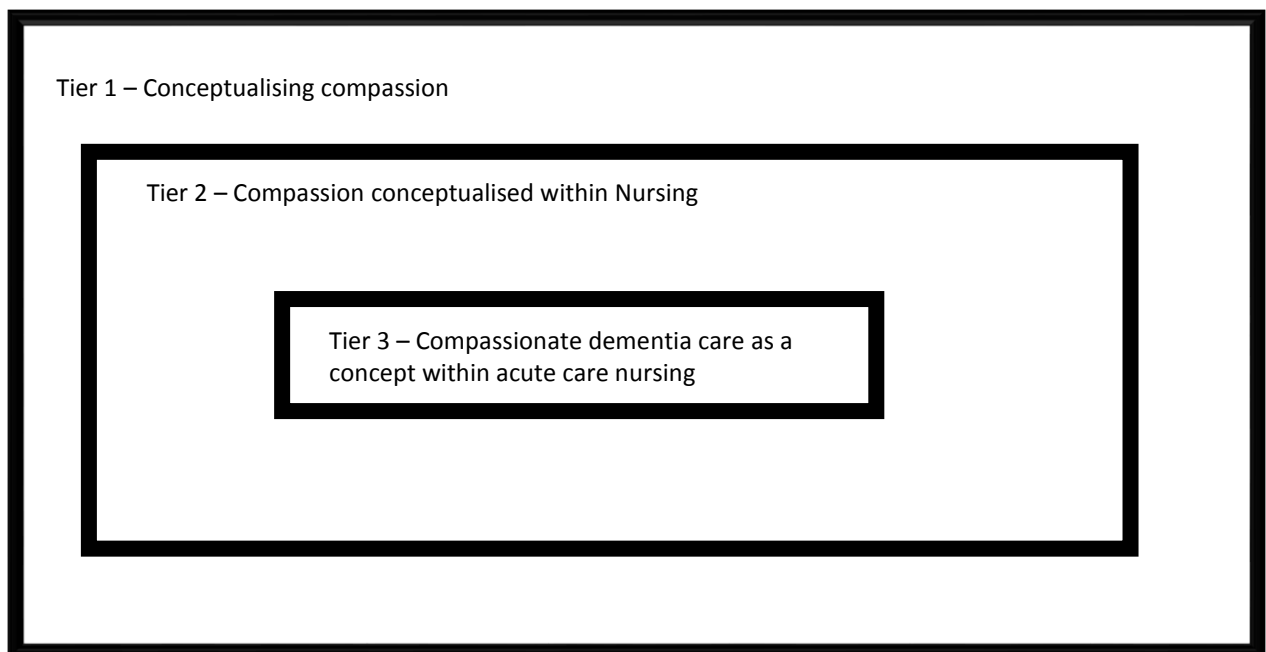 Tier 1 – Conceptualising compassion
Tier 2 – Compassion conceptualised within Nursing
Tier 3 – Compassionate dementia care as a
concept within acute care nursing